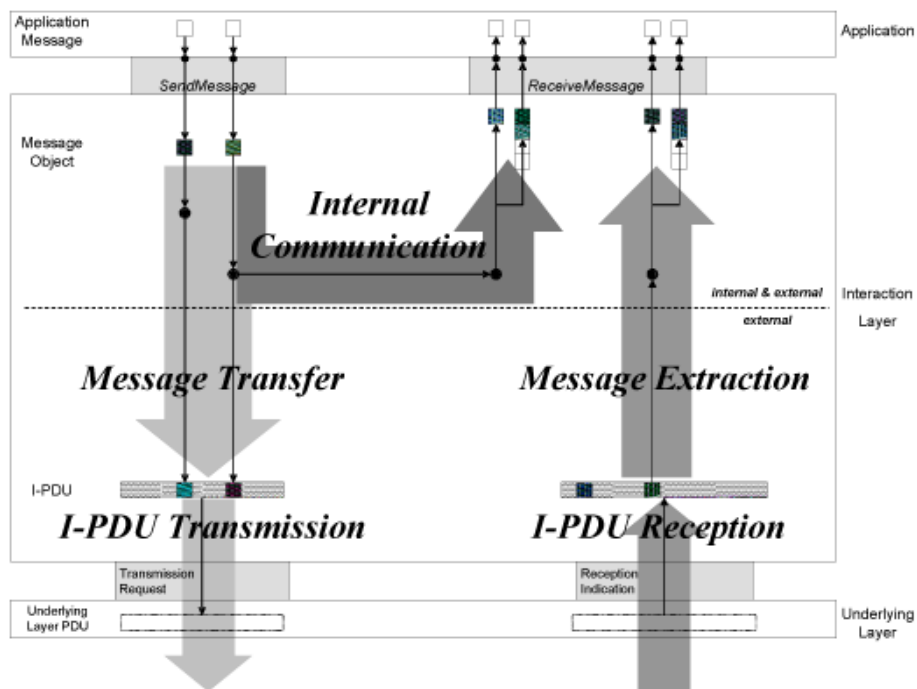 Application
Message
Application
SendMessage
ReceiveMessage
Message
Object
Internal
Communication
internal & external
external
Interaction
Layer
Message Transfer
Message Extraction
I-PDU
I-PDU Transmission
I-PDU Reception
Transmission
Request
Reception
Indication
Underlying
Layer PDU
Underlying
Layer